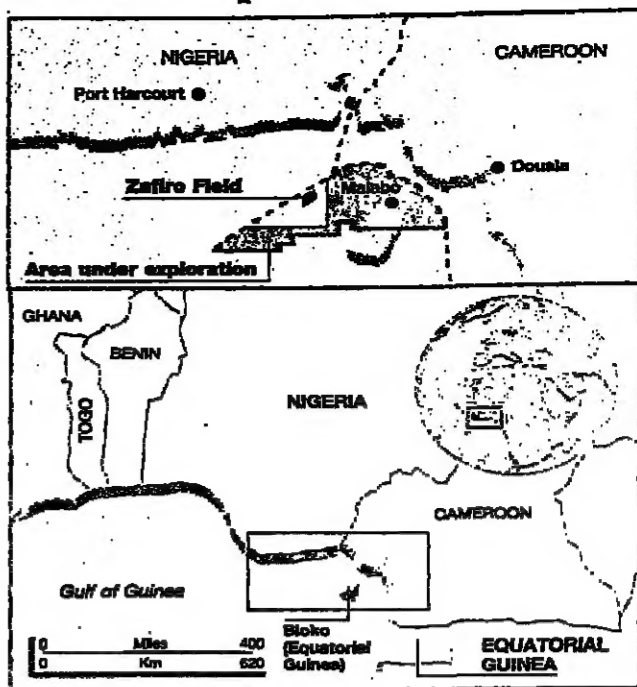 NIGERIA
CAMEROON
Port Harcourt
Douala
Zafiro Field
Malabo
Area under exploration
GHANA
BENIN
TOGO
NIGERIA
CAMEROON
Gulf of Guinea
0 Miles 400
0 Km 620
Bioko
(Equatorial
Guinea)
EQUATORIAL
GUINEA